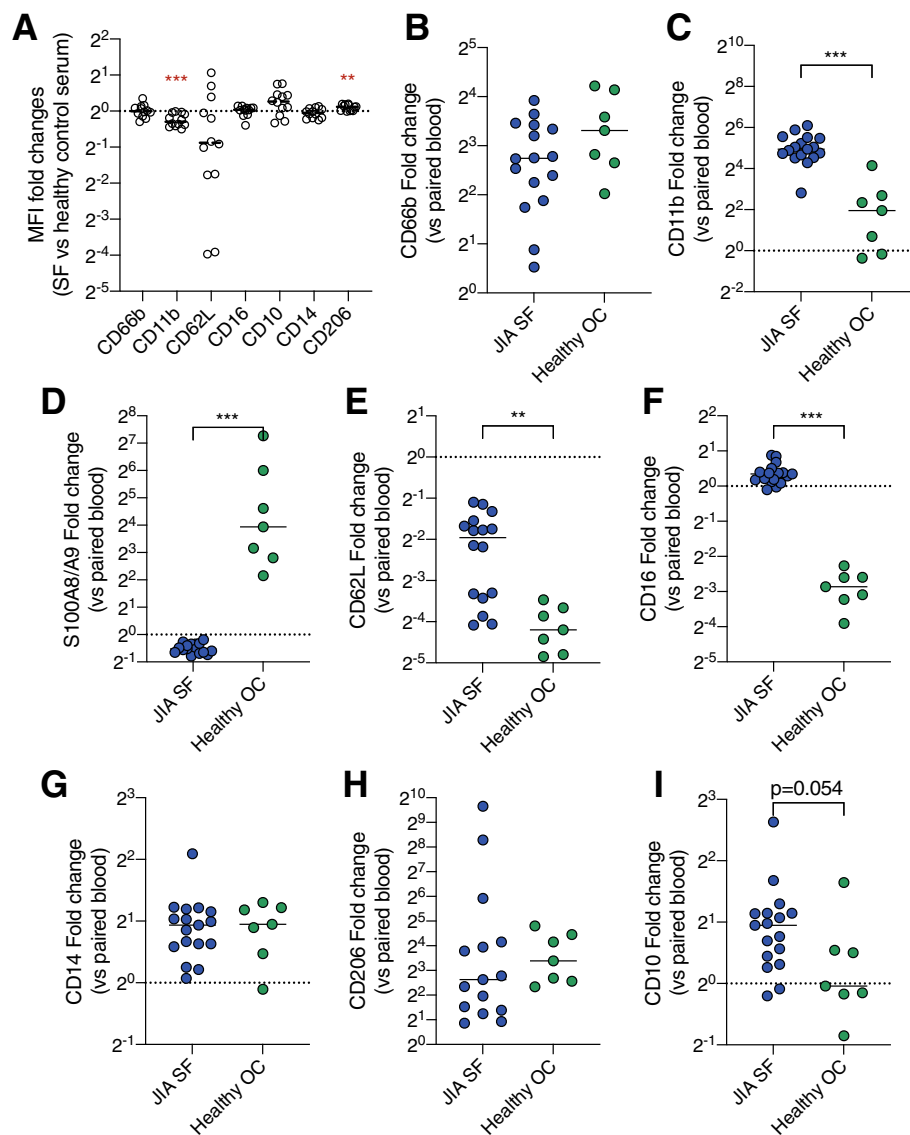 A
MFI fold changes
(SF vs healthy control serum)
2^2
2^1
2^0
2^-1
2^-2
2^-3
2^-4
2^-5
***
**
CD66b
CD11b
CD62L
CD16
CD10
CD14
CD206
B
CD66b Fold change
(vs paired blood)
2^5
2^4
2^3
2^2
2^1
2^0
JIA SF
Healthy OC
C
CD11b Fold change
(vs paired blood)
2^10
2^8
2^6
2^4
2^2
2^0
2^-2
***
JIA SF
Healthy OC
D
S100A8/A9 Fold change
(vs paired blood)
2^8
2^7
2^6
2^5
2^4
2^3
2^2
2^1
2^0
2^-1
***
JIA SF
Healthy OC
E
CD62L Fold change
(vs paired blood)
2^1
2^0
2^-1
2^-2
2^-3
2^-4
2^-5
**
JIA SF
Healthy OC
F
CD16 Fold change
(vs paired blood)
2^2
2^1
2^0
2^-1
2^-2
2^-3
2^-4
2^-5
***
JIA SF
Healthy OC
G
CD14 Fold change
(vs paired blood)
2^3
2^2
2^1
2^0
2^-1
JIA SF
Healthy OC
H
CD206 Fold change
(vs paired blood)
2^10
2^9
2^8
2^7
2^6
2^5
2^4
2^3
2^2
2^1
2^0
JIA SF
Healthy OC
I
CD10 Fold change
(vs paired blood)
2^3
2^2
2^1
2^0
2^-1
p=0.054
JIA SF
Healthy OC